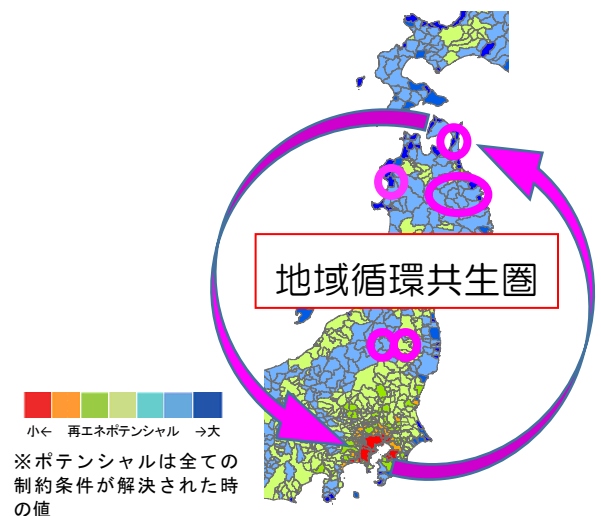 地域循環共生圏
小← 再エネポテンシャル →大
※ポテンシャルは全ての
制約条件が解決された時
の値